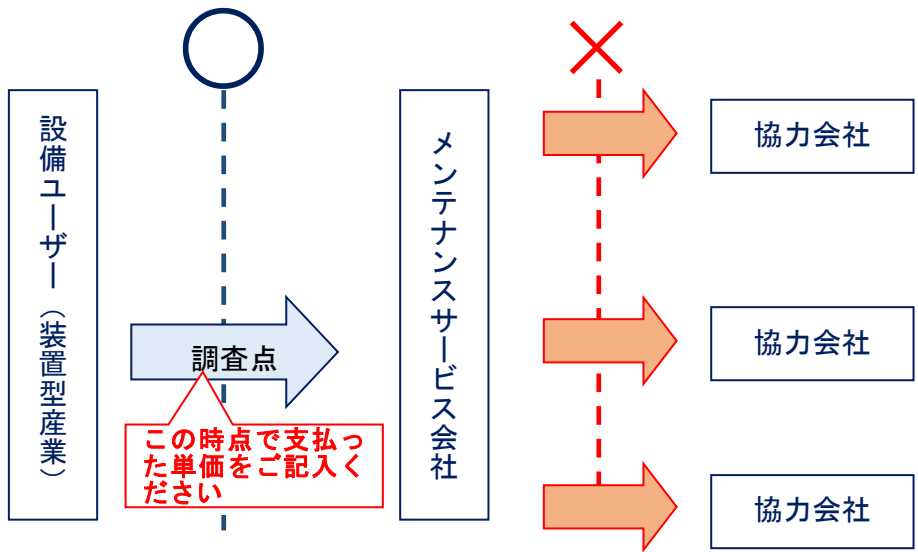 設備ユーザー（装置型産業）
調査点
この時点で支払っ
た単価をご記入く
ださい
メンテナンスサービス会社
協力会社
協力会社
協力会社